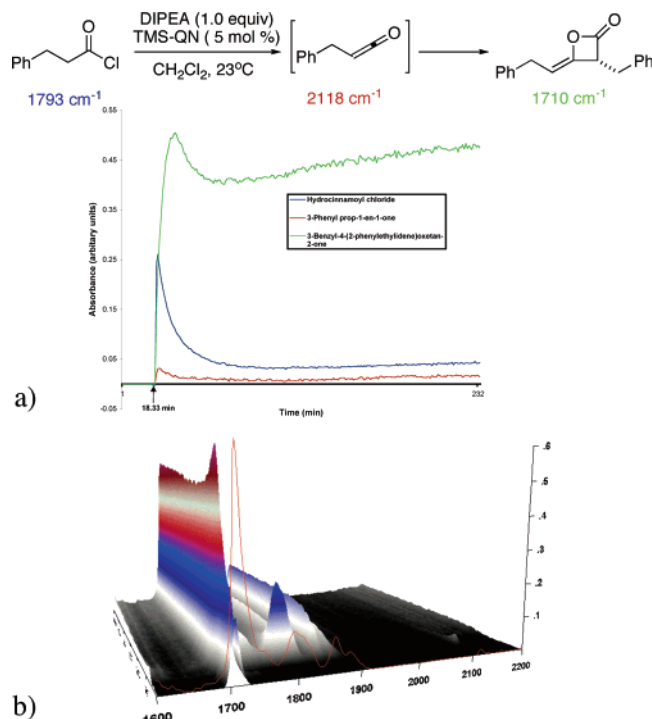 DIPEA (1.0 equiv)
TMS-QN ( 5 mol %)
CH2Cl2, 23°C
Ph
O
Cl
Ph
O
O
O
Ph
Ph
1793 cm-1
2118 cm-1
1710 cm-1
Absorbance (arbitary units)
0.55
0.45
0.35
0.25
0.15
0.05
-0.05
Hydrocinnamoyl chloride
3-Phenyl prop-1-en-1-one
3-Benzyl-4-(2-phenylethylidene)oxetan-
2-one
1
18.33 min
232
Time (min)
a)
.6
.5
.4
.3
.2
.1
1600
1700
1800
1900
2000
2100
2200
b)